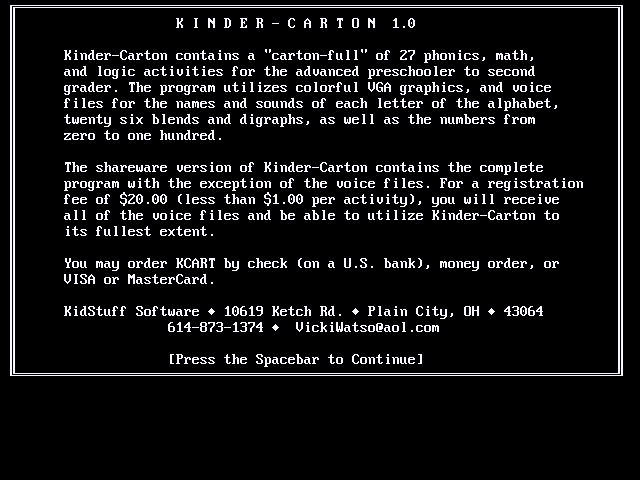 K I N D E R - C A R T O N  1.0
Kinder-Carton contains a "carton-full" of 27 phonics, math,
and logic activities for the advanced preschooler to second
grader. The program utilizes colorful VGA graphics, and voice
files for the names and sounds of each letter of the alphabet,
twenty six blends and digraphs, as well as the numbers from
zero to one hundred.
The shareware version of Kinder-Carton contains the complete
program with the exception of the voice files. For a registration
fee of $20.00 (less than $1.00 per activity), you will receive
all of the voice files and be able to utilize Kinder-Carton to
its fullest extent.
You may order KCART by check (on a U.S. bank), money order, or
VISA or MasterCard.
KidStuff Software ♦ 10619 Ketch Rd. ♦ Plain City, OH ♦ 43064
614-873-1374 ♦  VickiWatso@aol.com
[Press the Spacebar to Continue]